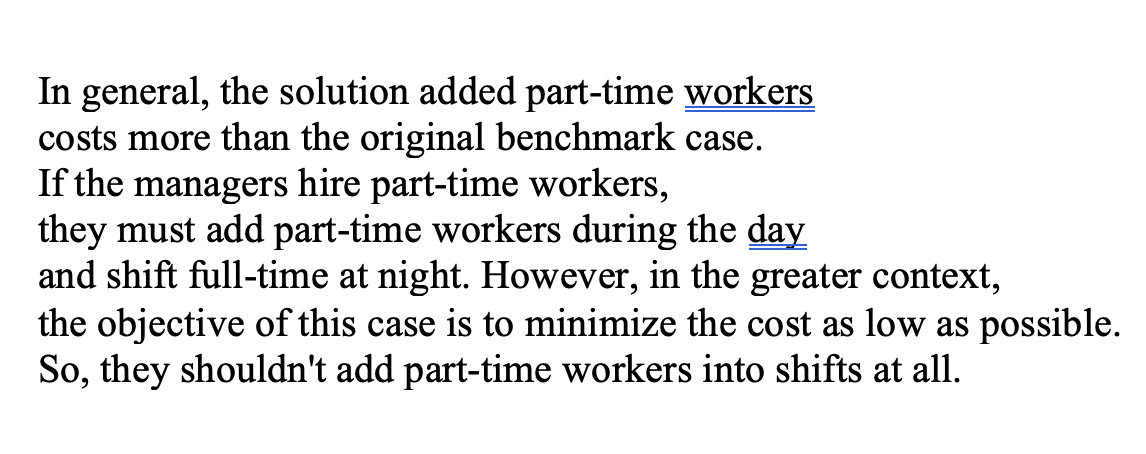 In general, the solution added part-time workers
costs more than the original benchmark case.
If the managers hire part-time workers,
they must add part-time workers during the day
and shift full-time at night. However, in the greater context,
the objective of this case is to minimize the cost as low as possible.
So, they shouldn't add part-time workers into shifts at all.